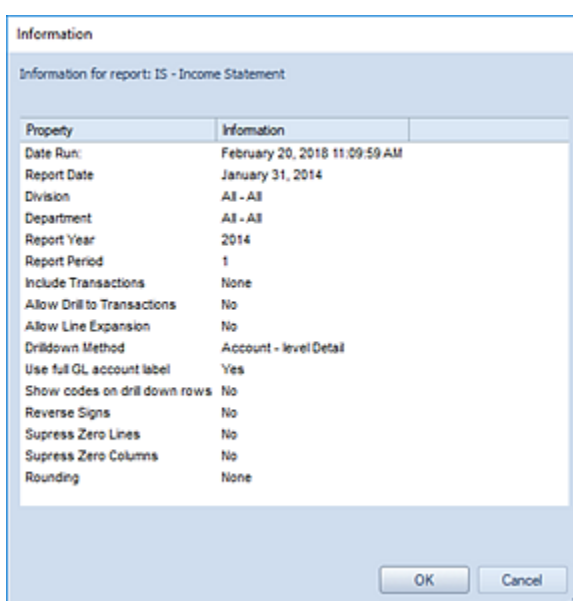 Information
Information for report: IS - Income Statement
Property Information
Date Run: February 20, 2018 11:09:59 AM
Report Date January 31, 2014
Division All - All
Department All - All
Report Year 2014
Report Period 1
Include Transactions None
Allow Drill to Transactions No
Allow Line Expansion No
Drilldown Method Account - level Detail
Use full GL account label Yes
Show codes on drill down rows No
Reverse Signs No
Supress Zero Lines No
Supress Zero Columns No
Rounding None
OK Cancel